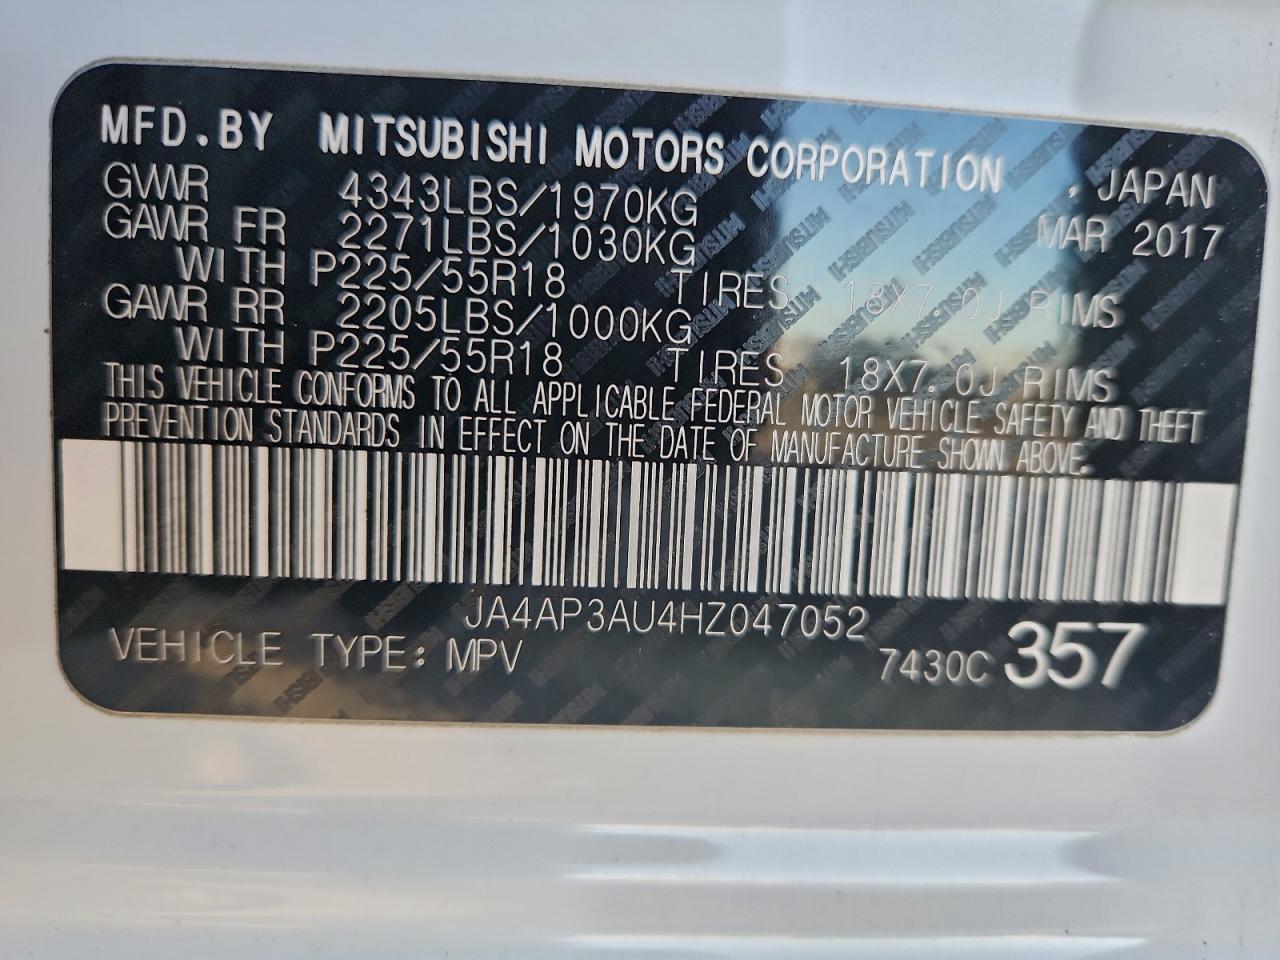 MFD.BY MITSUBISHI MOTORS CORPORATION , JAPAN
GVWR 4343LBS/1970KG MAR 2017
GAWR FR 2271LBS/1030KG
WITH P225/55R18 TIRES, 18X7.0J RIMS
GAWR RR 2205LBS/1000KG
WITH P225/55R18 TIRES, 18X7.0J RIMS
THIS VEHICLE CONFORMS TO ALL APPLICABLE FEDERAL MOTOR VEHICLE SAFETY AND THEFT
PREVENTION STANDARDS IN EFFECT ON THE DATE OF MANUFACTURE SHOWN ABOVE.
JA4AP3AU4HZ047052
VEHICLE TYPE: MPV 7430C 357